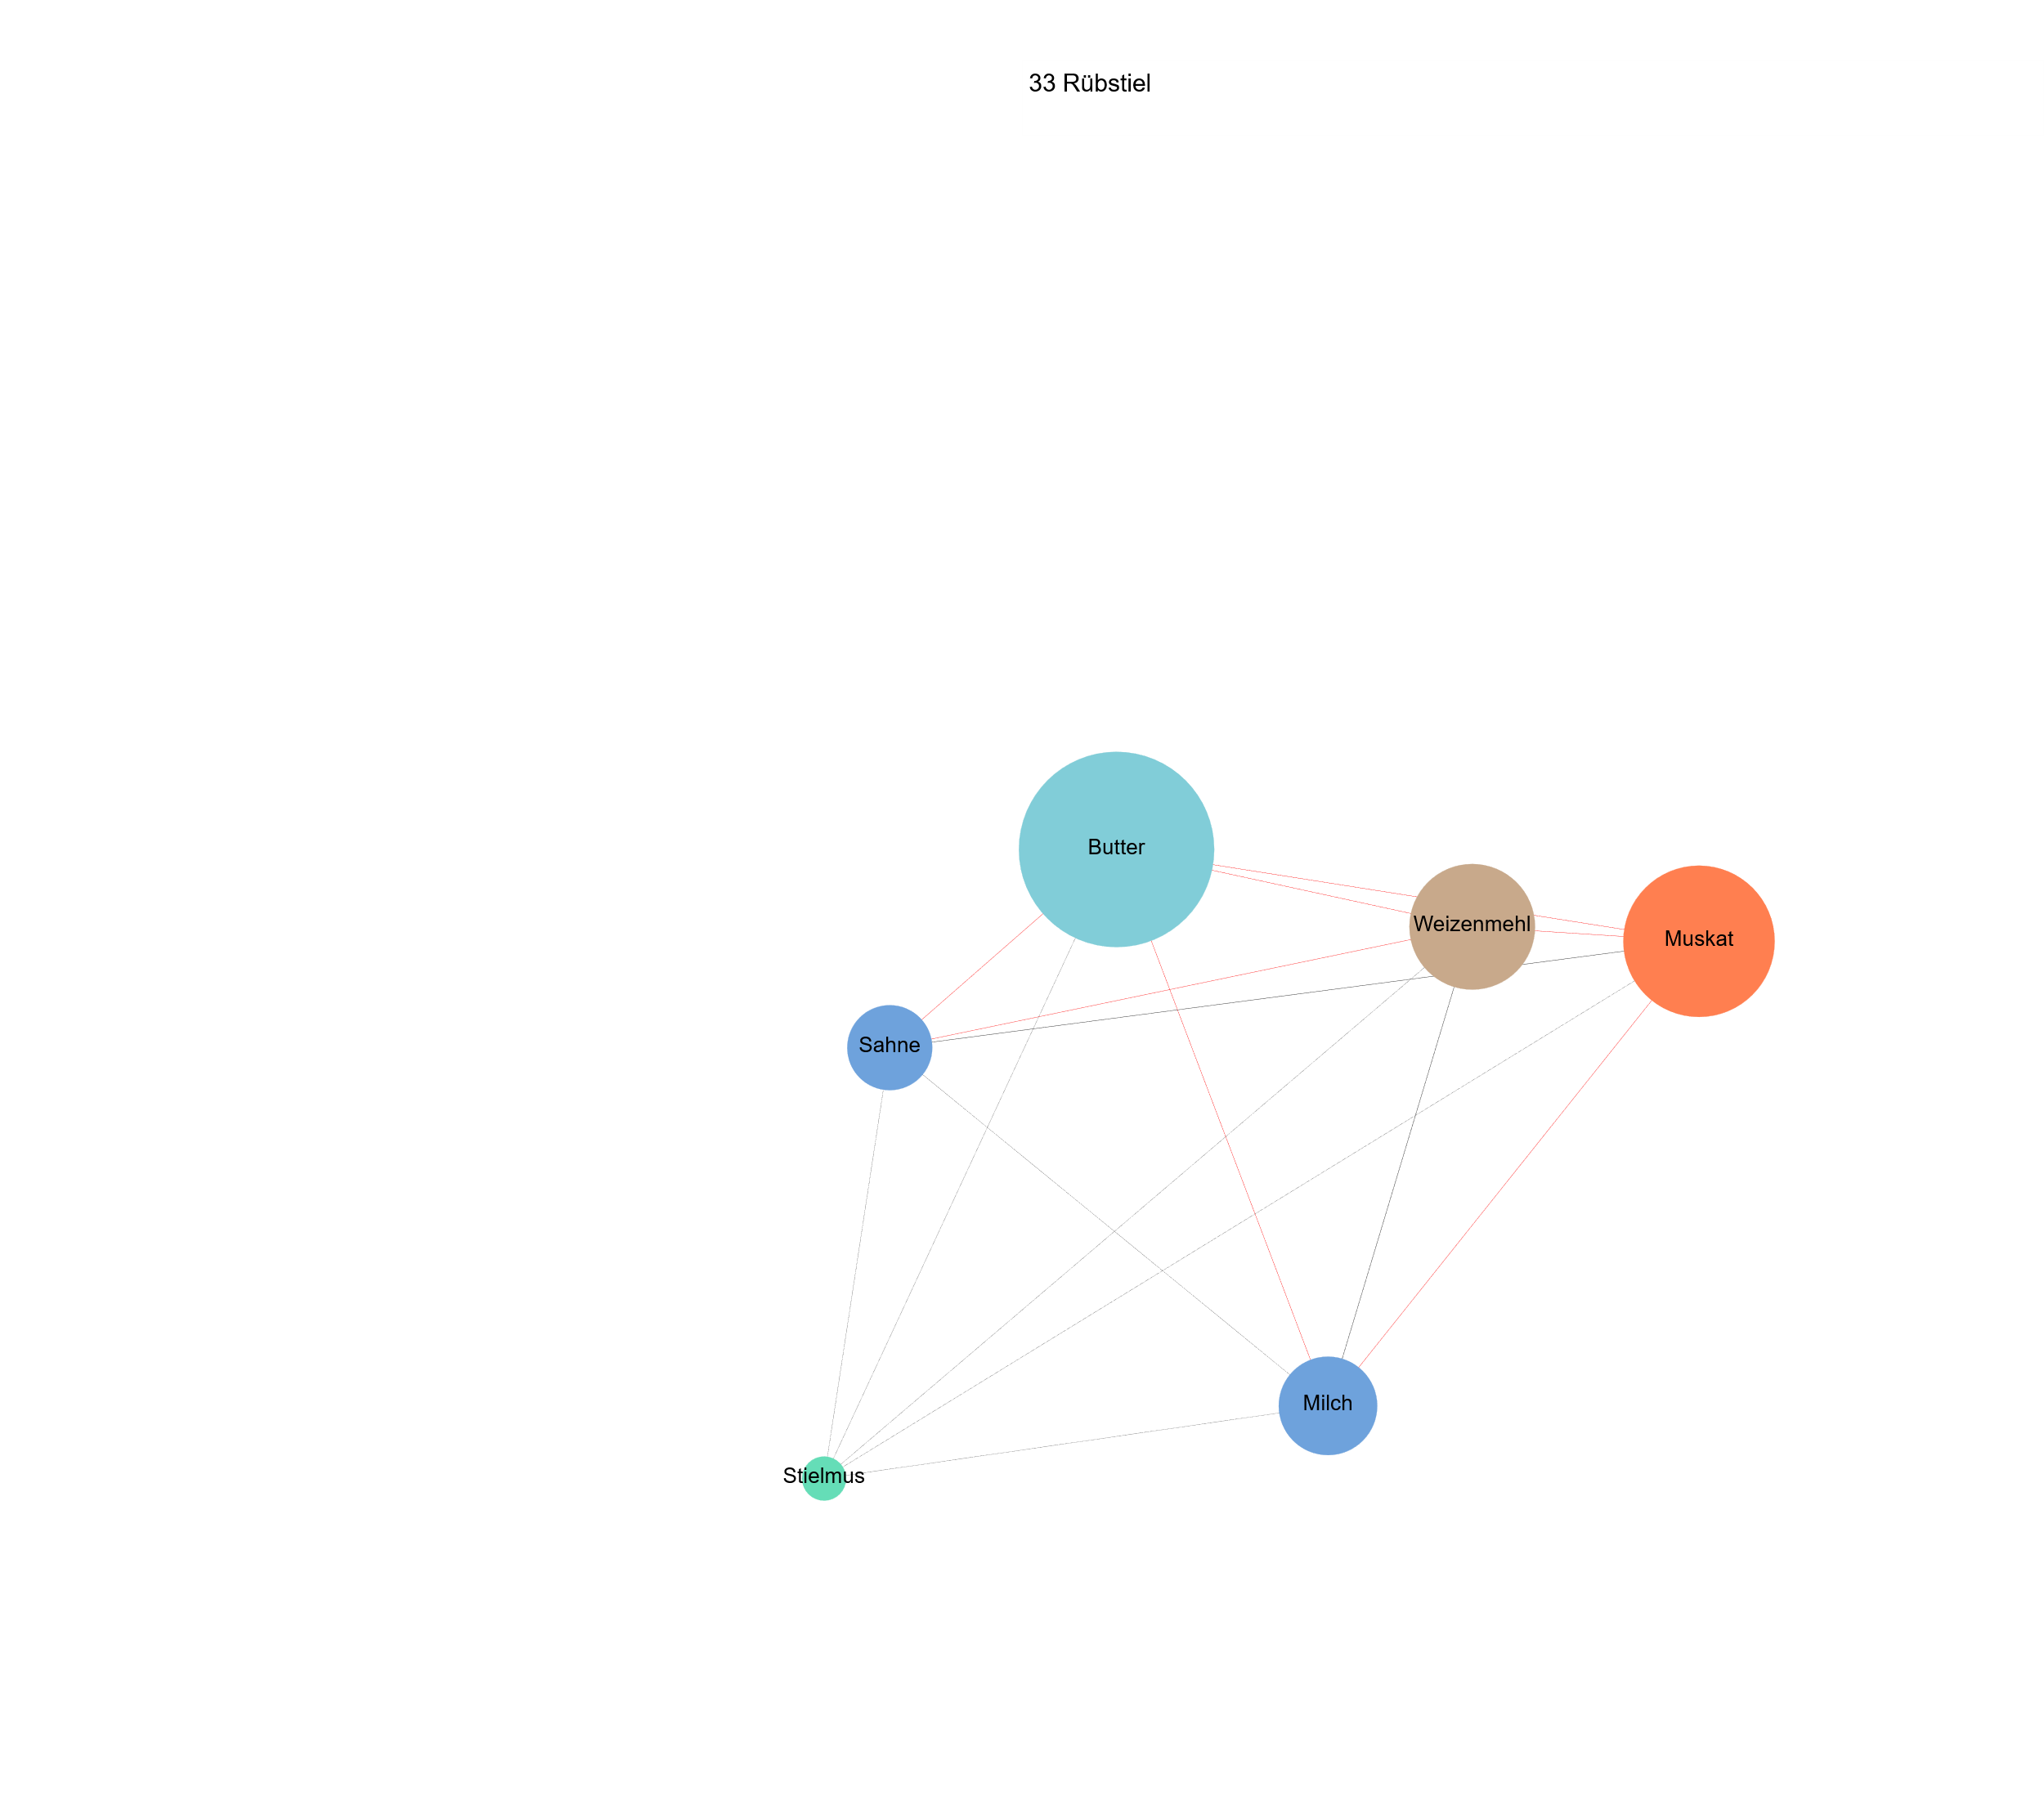 33 Rübstiel
Butter
Weizenmehl
Muskat
Sahne
Milch
Stielmus